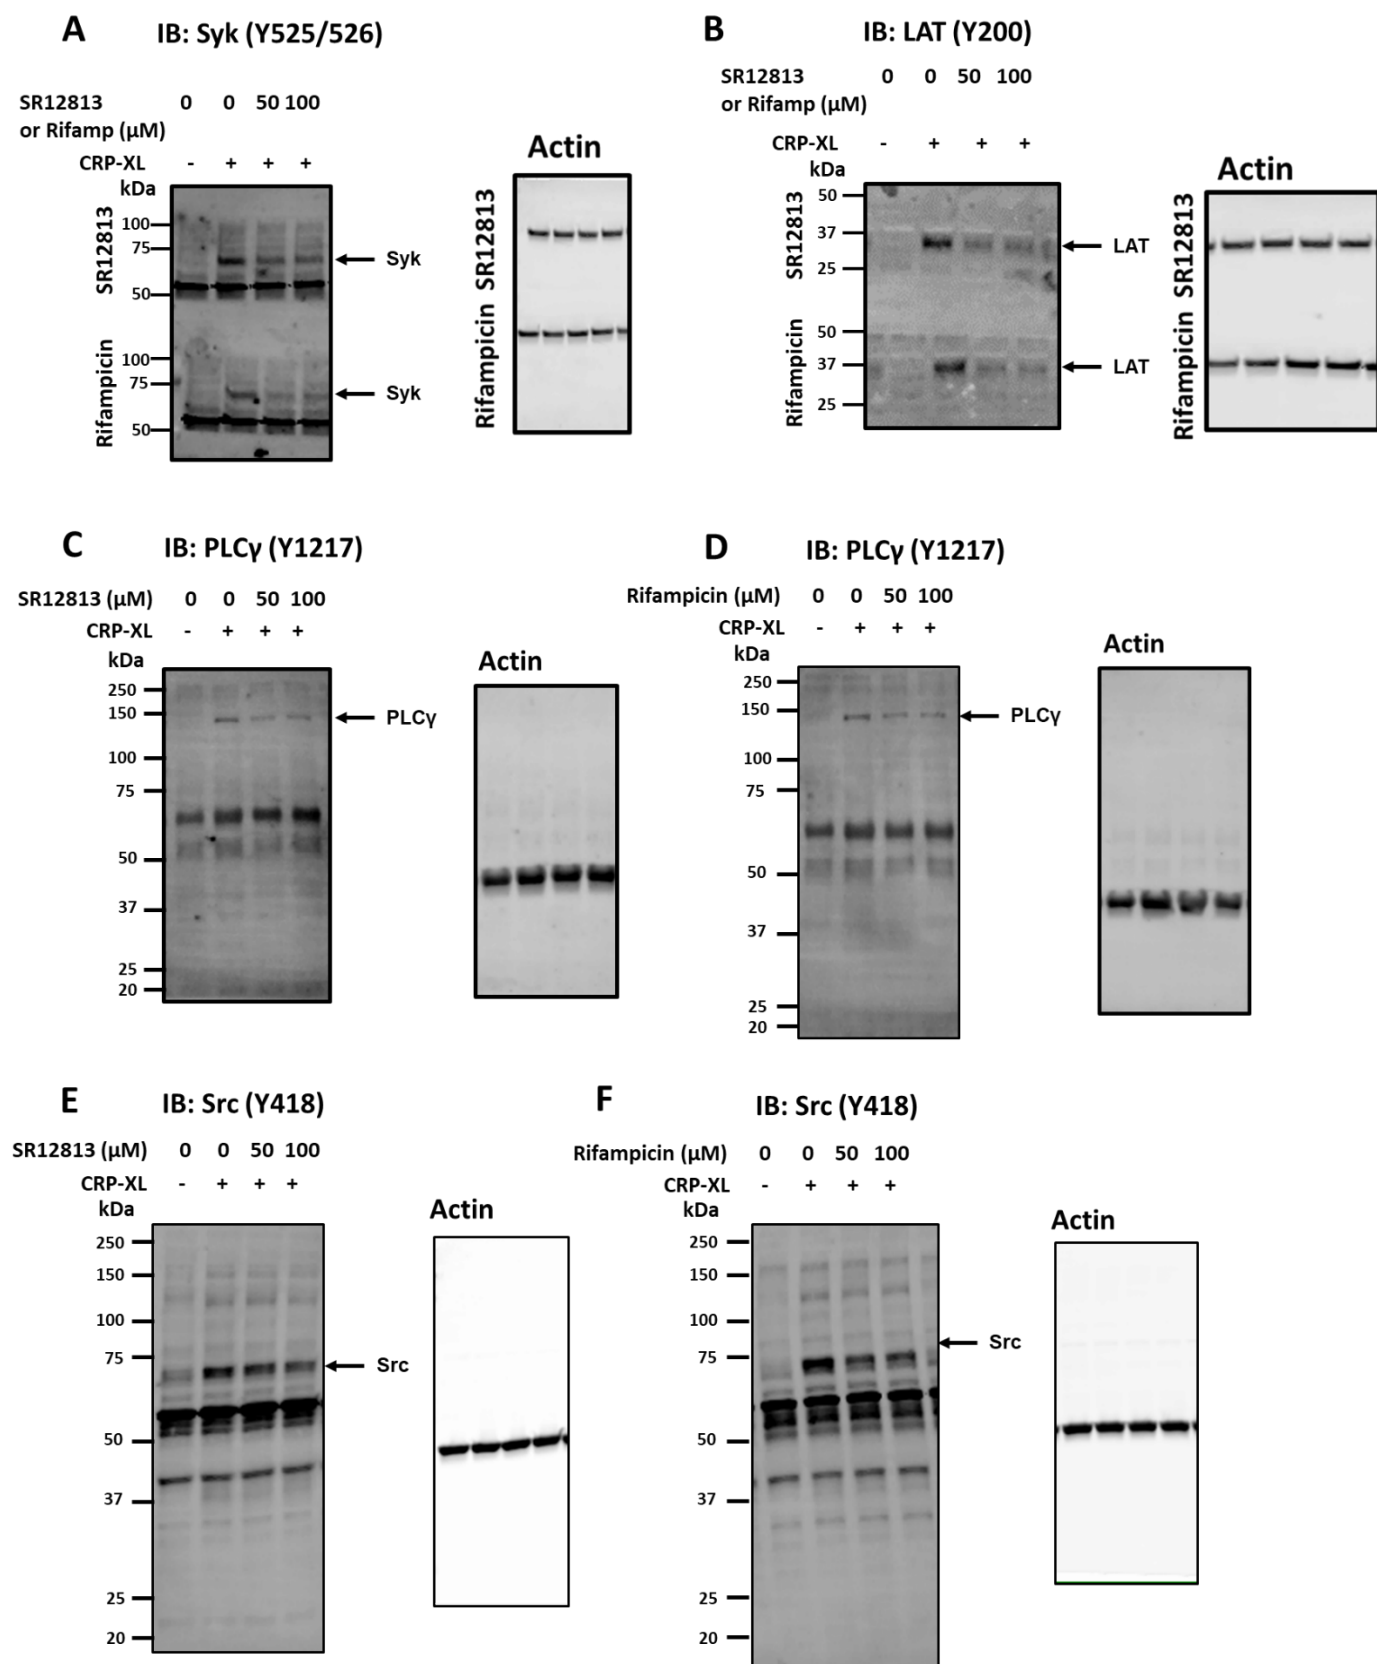 A IB: Syk (Y525/526)
SR12813 0 0 50 100
or Rifamp (µM)
CRP-XL - + + +
kDa
SR12813
100
75
50
Syk
Rifampicin
100
75
50
Syk
Actin
SR12813
Rifampicin
B IB: LAT (Y200)
SR12813 0 0 50 100
or Rifamp (µM)
CRP-XL - + + +
kDa
SR12813
50
37
25
LAT
Rifampicin
50
37
25
LAT
Actin
SR12813
Rifampicin
C IB: PLCγ (Y1217)
SR12813 (µM) 0 0 50 100
CRP-XL - + + +
kDa
250
150
100
75
50
37
25
20
PLCγ
Actin
D IB: PLCγ (Y1217)
Rifampicin (µM) 0 0 50 100
CRP-XL - + + +
kDa
250
150
100
75
50
37
25
20
PLCγ
Actin
E IB: Src (Y418)
SR12813 (µM) 0 0 50 100
CRP-XL - + + +
kDa
250
150
100
75
50
37
25
20
Src
Actin
F IB: Src (Y418)
Rifampicin (µM) 0 0 50 100
CRP-XL - + + +
kDa
250
150
100
75
50
37
25
20
Src
Actin